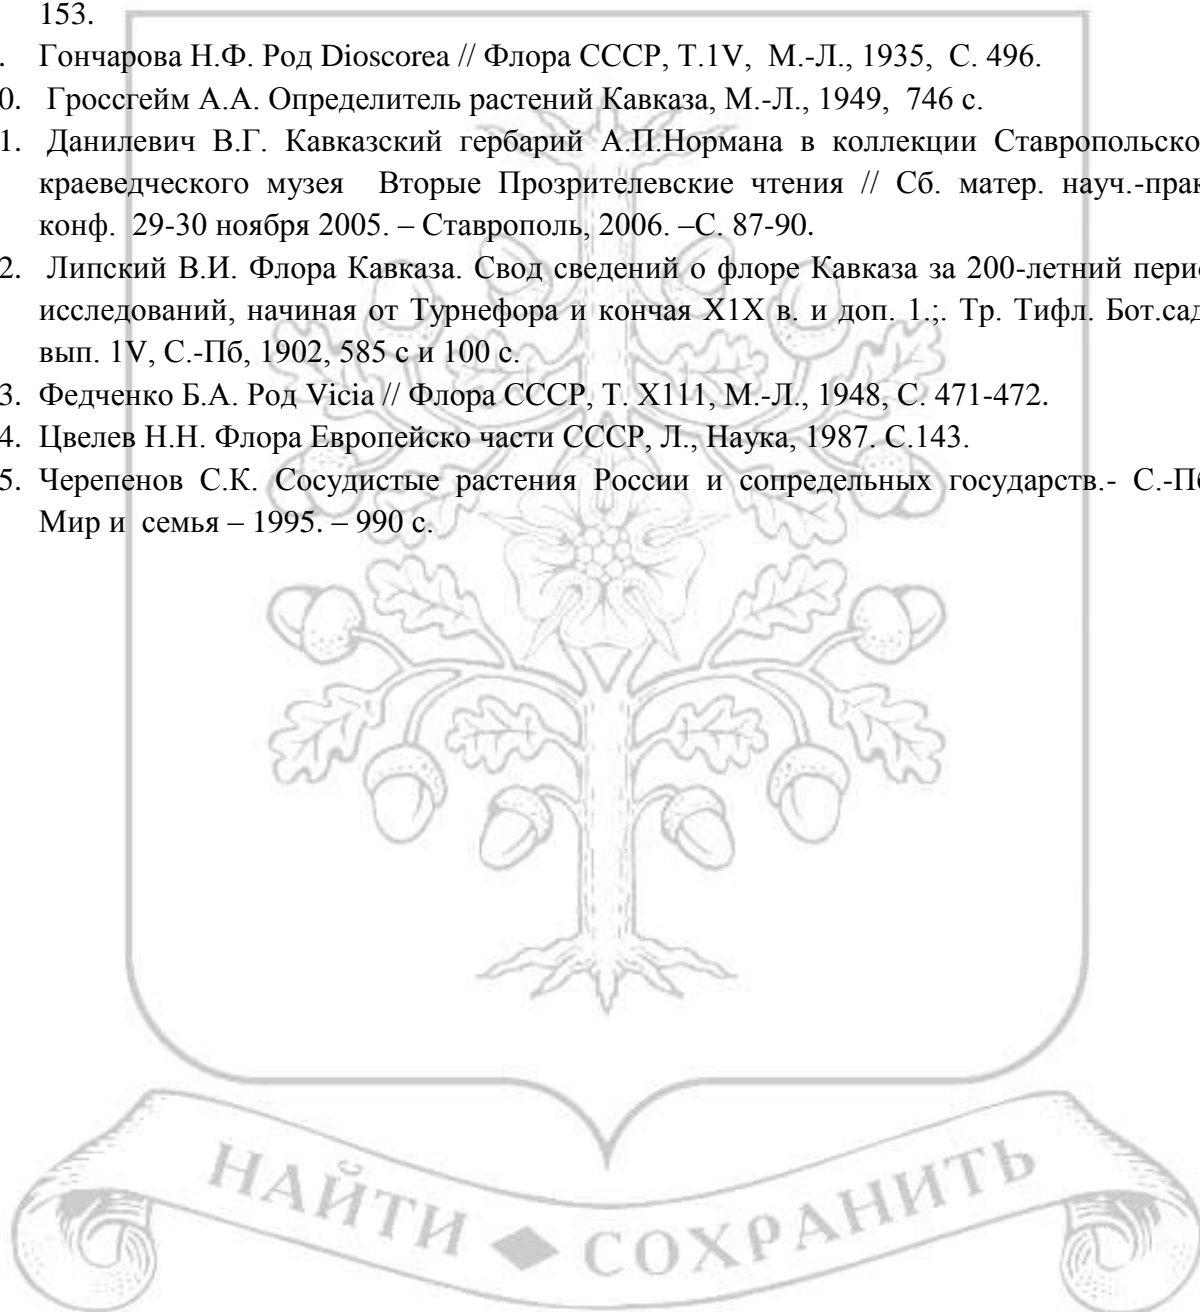 153.
. Гончарова Н.Ф. Род Dioscorea // Флора СССР, Т.1V, М.-Л., 1935, С. 496.
0. Гроссгейм А.А. Определитель растений Кавказа, М.-Л., 1949, 746 с.
1. Данилевич В.Г. Кавказский гербарий А.П.Нормана в коллекции Ставропольско
краеведческого музея Вторые Прозрителевские чтения // Сб. матер. науч.-прак
конф. 29-30 ноября 2005. – Ставрополь, 2006. –С. 87-90.
2. Липский В.И. Флора Кавказа. Свод сведений о флоре Кавказа за 200-летний перис
исследований, начиная от Турнефора и кончая Х1Х в. и доп. 1.;. Тр. Тифл. Бот.сад
вып. 1V, С.-Пб, 1902, 585 с и 100 с.
3. Федченко Б.А. Род Vicia // Флора СССР, Т. Х111, М.-Л., 1948, С. 471-472.
4. Цвелев Н.Н. Флора Европейско части СССР, Л., Наука, 1987. С.143.
5. Черепенов С.К. Сосудистые растения России и сопредельных государств.- С.-Пб
Мир и семья – 1995. – 990 с.
НАЙТИ ◆ СОХРАНИТЬ